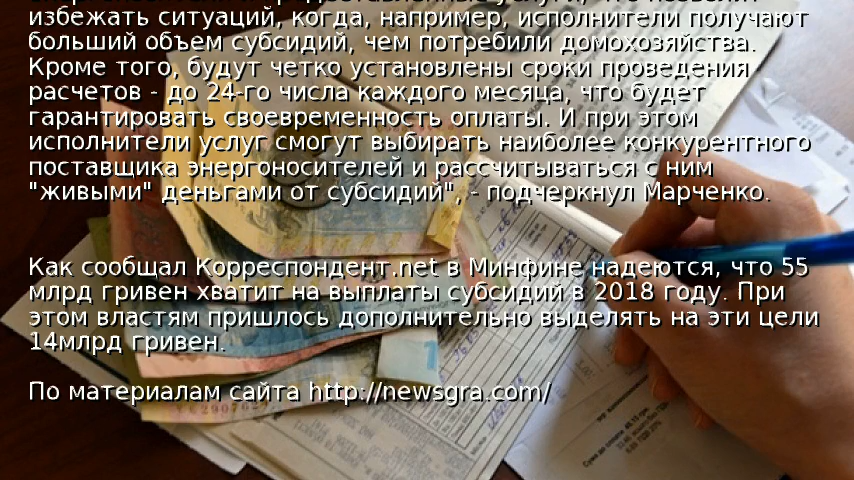 избежать ситуаций, когда, например, исполнители получают
больший объем субсидий, чем потребили домохозяйства.
Кроме того, будут четко установлены сроки проведения
расчетов - до 24-го числа каждого месяца, что будет
гарантировать своевременность оплаты. И при этом
исполнители услуг смогут выбирать наиболее конкурентного
поставщика энергоносителей и рассчитываться с ним
"живыми" деньгами от субсидий", - подчеркнул Марченко.
Как сообщал Корреспондент.net в Минфине надеются, что 55
млрд гривен хватит на выплаты субсидий в 2018 году. При
этом властям пришлось дополнительно выделять на эти цели
14млрд гривен.
По материалам сайта http://newsgra.com/